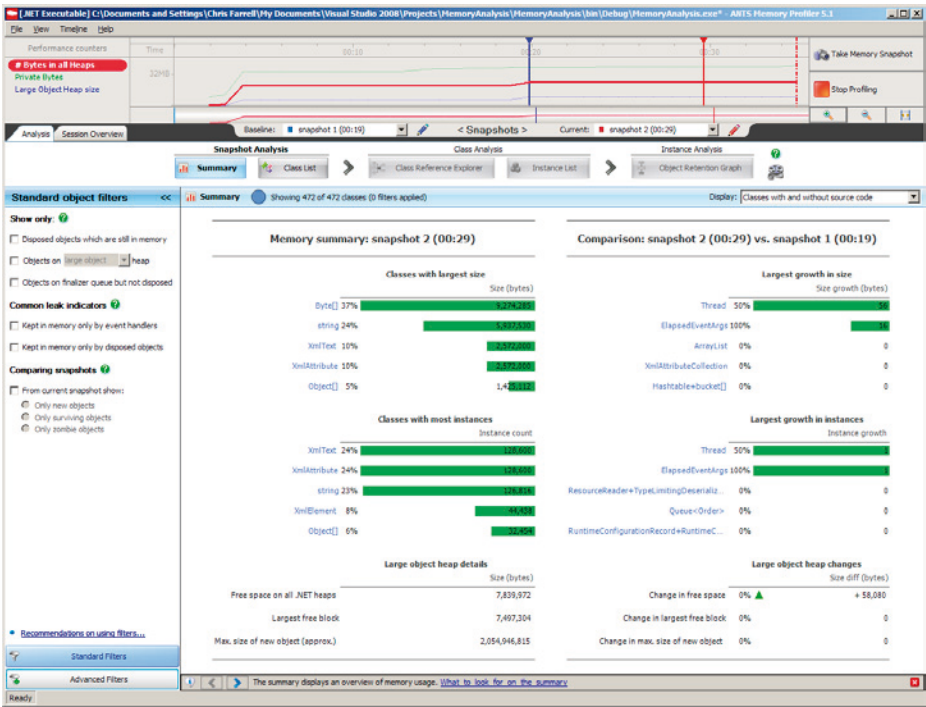 [.NET Executable] C:\Documents and Settings\Chris Farrell\My Documents\Visual Studio 2008\Projects\MemoryAnalysis\MemoryAnalysis\bin\Debug\MemoryAnalysis.exe* - ANTS Memory Profiler 5.1
File View Timeline Help
Performance counters
# Bytes in all Heaps
Private Bytes
Large Object Heap size
Time 00:10 00:20 00:30
32MB
Take Memory Snapshot
Stop Profiling
Analysis Session Overview
Baseline: snapshot 1 (00:19) < Snapshots > Current: snapshot 2 (00:29)
Snapshot Analysis Class Analysis Instance Analysis
Summary Class List Class Reference Explorer Instance List Object Retention Graph
Standard object filters <<
Show only:
Disposed objects which are still in memory
Objects on large object heap
Objects on finalizer queue but not disposed
Common leak indicators
Kept in memory only by event handlers
Kept in memory only by disposed objects
Comparing snapshots
From current snapshot show:
Only new objects
Only surviving objects
Only zombie objects
Recommendations on using filters...
Standard Filters
Advanced Filters
Ready
Summary Showing 472 of 472 classes (0 filters applied) Display: Classes with and without source code
Memory summary: snapshot 2 (00:29)
Classes with largest size
Size (bytes)
Byte[] 37% 9,274,285
string 24% 5,937,530
XmlText 10% 2,572,000
XmlAttribute 10% 2,572,000
Object[] 5% 1,425,112
Classes with most instances
Instance count
XmlText 24% 128,600
XmlAttribute 24% 128,600
string 23% 126,816
XmlElement 8% 44,438
Object[] 6% 32,454
Large object heap details
Size (bytes)
Free space on all .NET heaps 7,839,972
Largest free block 7,497,304
Max. size of new object (approx.) 2,054,946,815
Comparison: snapshot 2 (00:29) vs. snapshot 1 (00:19)
Largest growth in size
Size growth (bytes)
Thread 50% 56
ElapsedEventArgs 100% 16
ArrayList 0% 0
XmlAttributeCollection 0% 0
Hashtable+bucket[] 0% 0
Largest growth in instances
Instance growth
Thread 50% 1
ElapsedEventArgs 100% 1
ResourceReader+TypeLimitingDeserializ... 0% 0
Queue<Order> 0% 0
RuntimeConfigurationRecord+RuntimeC... 0% 0
Large object heap changes
Size diff (bytes)
Change in free space 0% + 58,080
Change in largest free block 0% 0
Change in max. size of new object 0% 0
The summary displays an overview of memory usage. What to look for on the summary